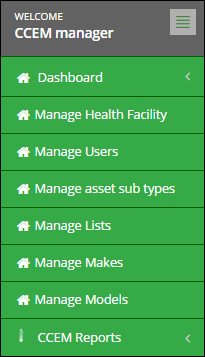 WELCOME
CCEM manager
Dashboard
Manage Health Facility
Manage Users
Manage asset sub types
Manage Lists
Manage Makes
Manage Models
CCEM Reports